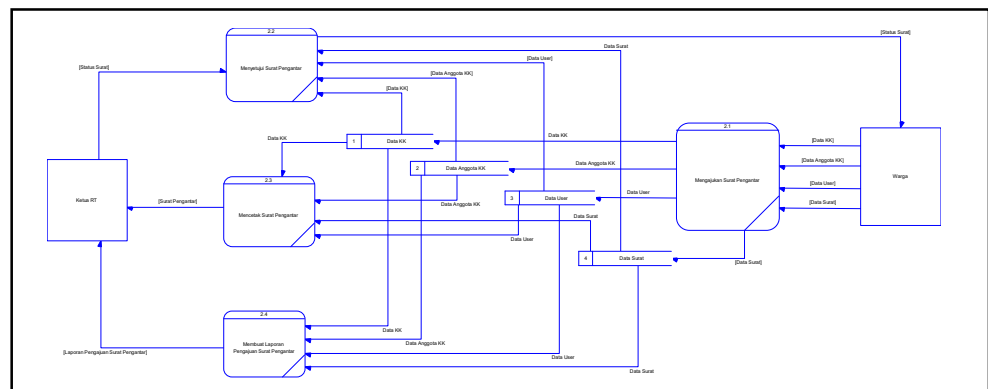 2.2
Menyetujui Surat Pengantar
[Status Surat]
Data Surat
[Data User]
[Status Surat]
[Data Anggota KK]
[Data KK]
Data KK
1
Data KK
Data KK
2.1
Mengajukan Surat Pengantar
[Data KK]
[Data Anggota KK]
[Data User]
[Data Surat]
Warga
2
Data Anggota KK
Data Anggota KK
Ketua RT
2.3
Mencetak Surat Pengantar
[Surat Pengantar]
Data Anggota KK
3
Data User
Data User
Data Surat
Data User
4
Data Surat
[Data Surat]
2.4
Membuat Laporan
Pengajuan Surat Pengantar
[Laporan Pengajuan Surat Pengantar]
Data KK
Data Anggota KK
Data User
Data Surat